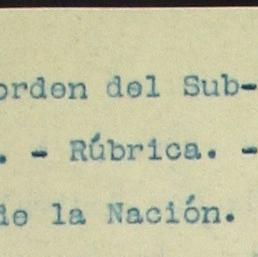 orden del Sub-
. - Rúbrica. -
de la Nación.